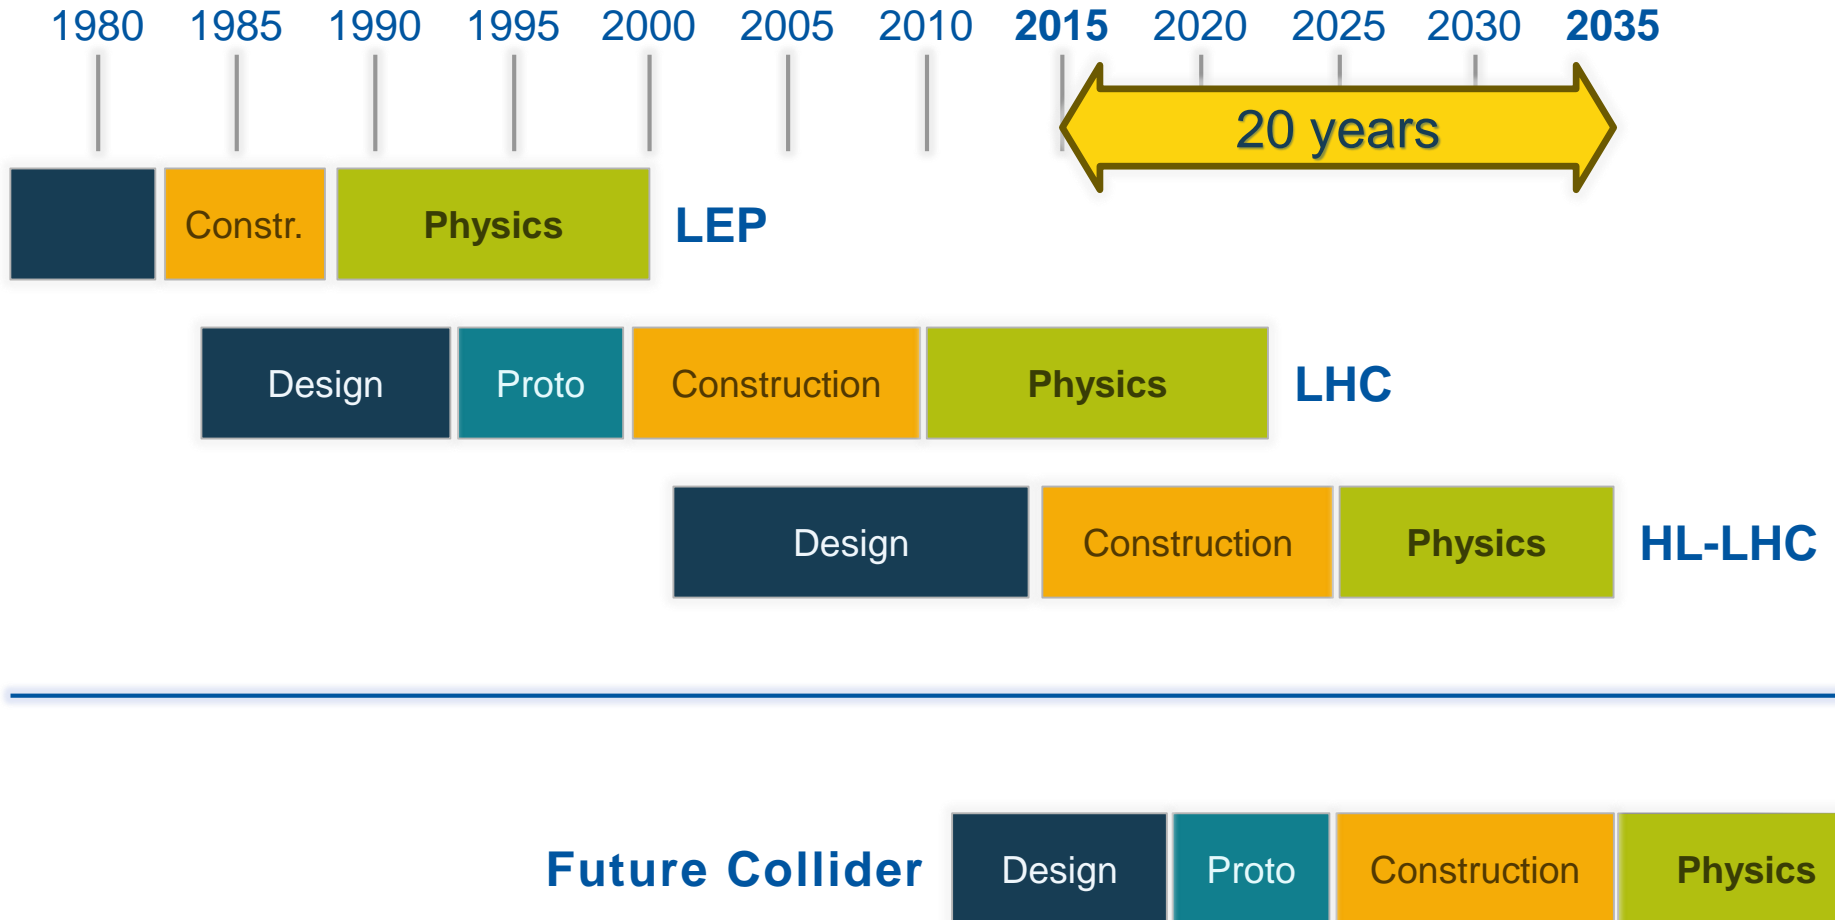 1980 1985 1990 1995 2000 2005 2010 2015 2020 2025 2030 2035
20 years
Constr. Physics LEP
Design Proto Construction Physics LHC
Design Construction Physics HL-LHC
Future Collider Design Proto Construction Physics